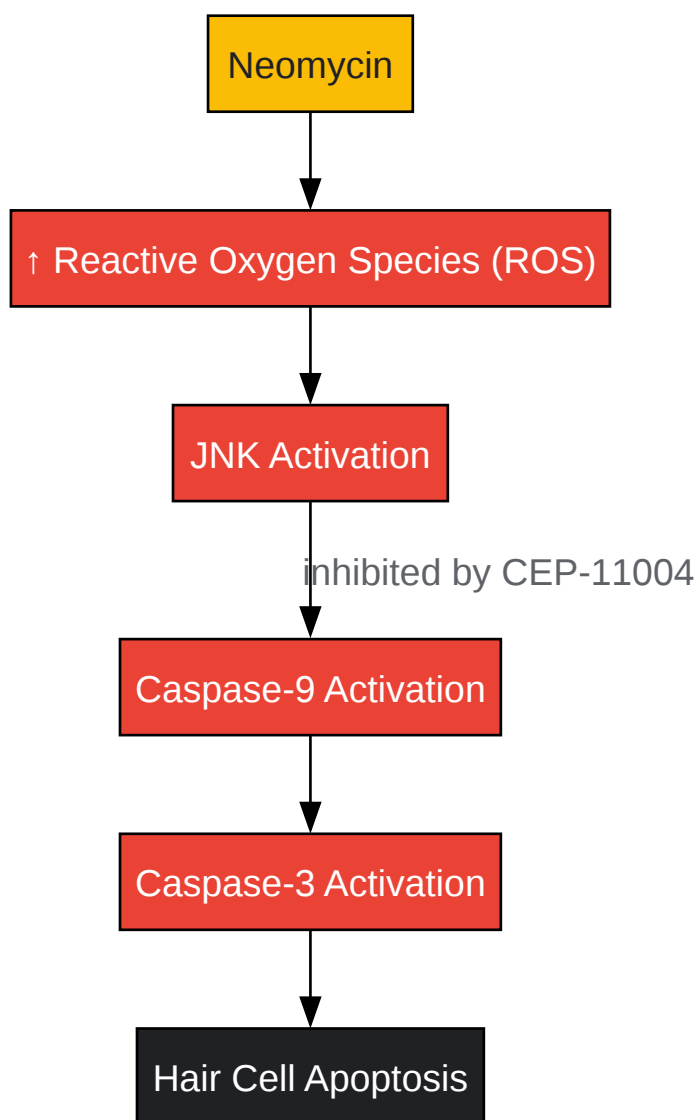 Neomycin
↑ Reactive Oxygen Species (ROS)
JNK Activation
inhibited by CEP-11004
Caspase-9 Activation
Caspase-3 Activation
Hair Cell Apoptosis